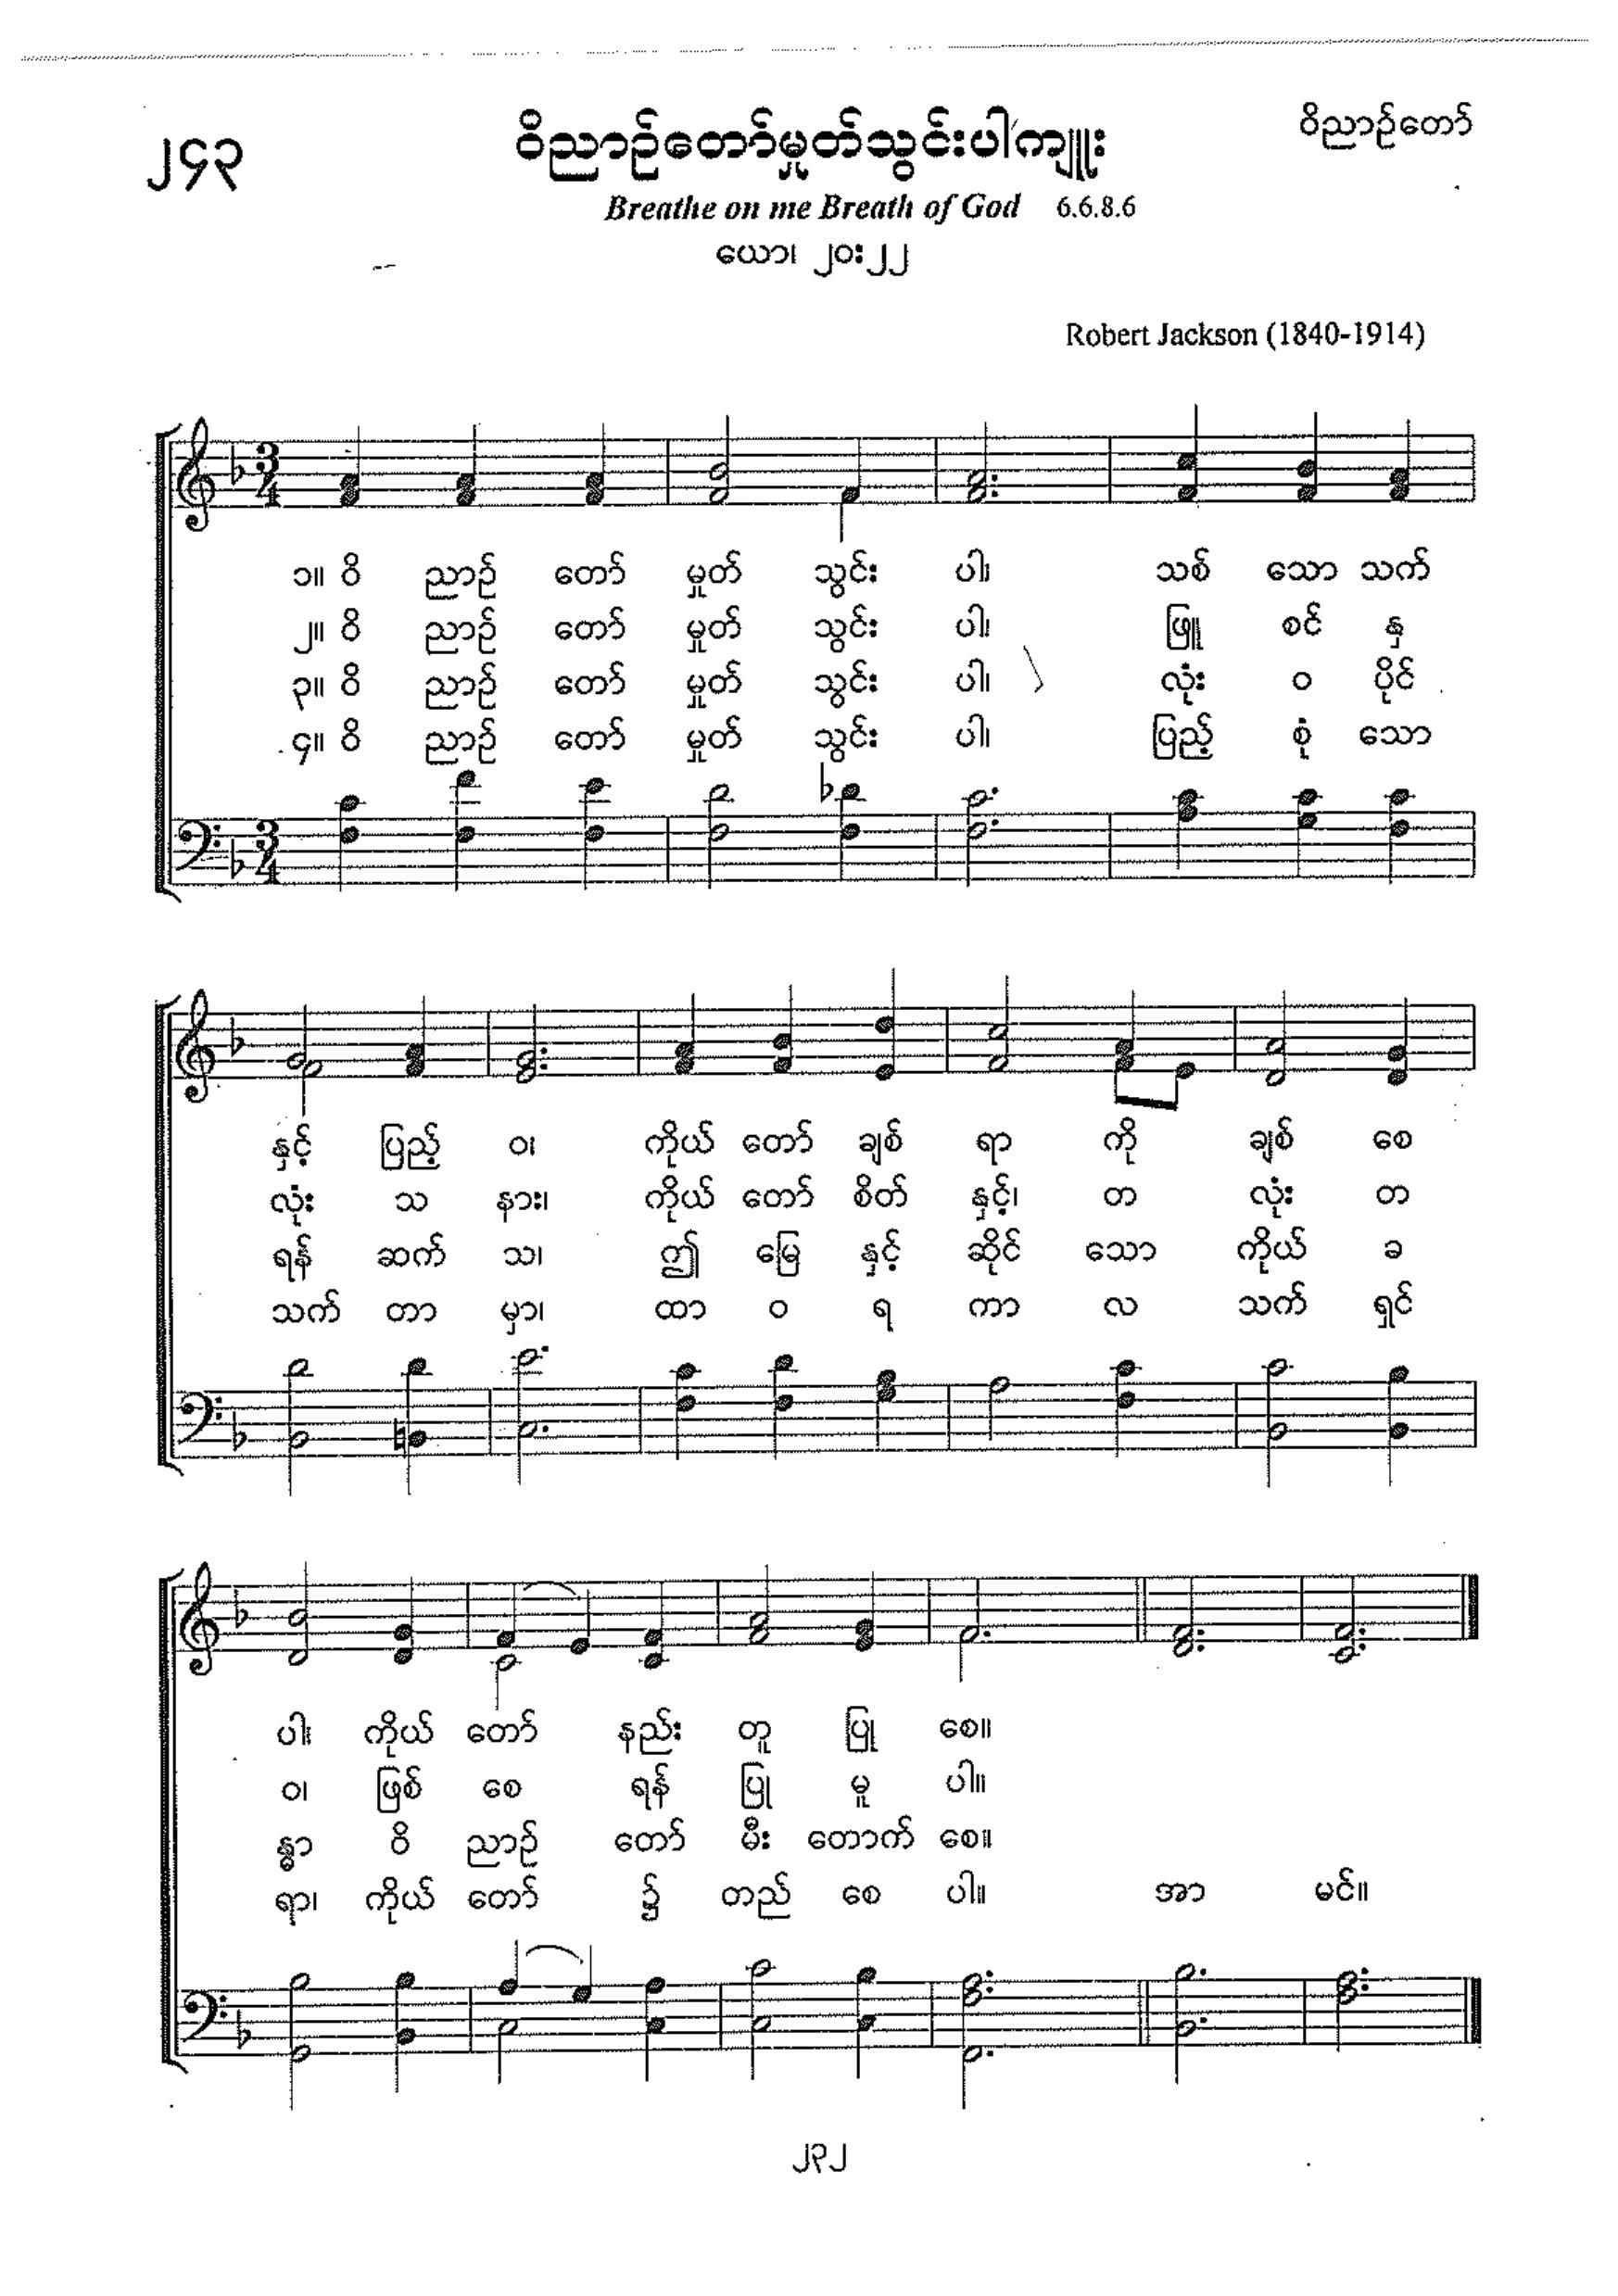 ၂၄၃
ဝိညာဉ်တော်မှုတ်သွင်းပါကျူး
ဝိညာဉ်တော်
Breathe on me Breath of God 6.6.8.6
ယော၊ ၂၀း၂၂
Robert Jackson (1840-1914)
၁။ ဝိ ညာဉ် တော် မှုတ် သွင်း ပါ၊ သစ် သော သက်
၂။ ဝိ ညာဉ် တော် မှုတ် သွင်း ပါ၊ ဖြူ စင် နှ
၃။ ဝိ ညာဉ် တော် မှုတ် သွင်း ပါ၊ လုံး ဝ ပိုင်
၄။ ဝိ ညာဉ် တော် မှုတ် သွင်း ပါ၊ ပြည့် စုံ သော
နှင့် ပြည့် ဝ၊ ကိုယ် တော် ချစ် ရာ ကို ချစ် စေ
လုံး သ နား၊ ကိုယ် တော် စိတ် နှင့်၊ တ လုံး တ
ရန် ဆက် သ၊ ဤ မြေ နှင့် ဆိုင် သော ကိုယ် ခ
သက် တာ မှာ၊ ထာ ဝ ရ ကာ လ သက် ရှင်
ပါ၊ ကိုယ် တော် နည်း တူ ပြု စေ။
ဝ၊ ဖြစ် စေ ရန် ပြု မူ ပါ။
န္ဓာ ဝိ ညာဉ် တော် မီး တောက် စေ။
ရာ၊ ကိုယ် တော် ၌ တည် စေ ပါ။ အာ မင်။
၂၃၂